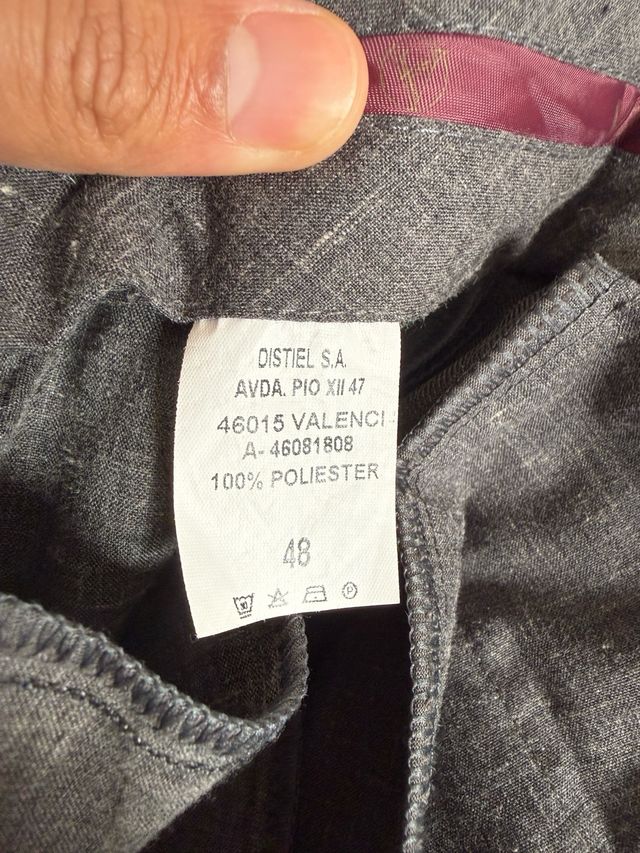 DISTIEL S.A.
AVDA. PIO XII 47
46015 VALENCI
A- 46081808
100% POLIESTER
48
P